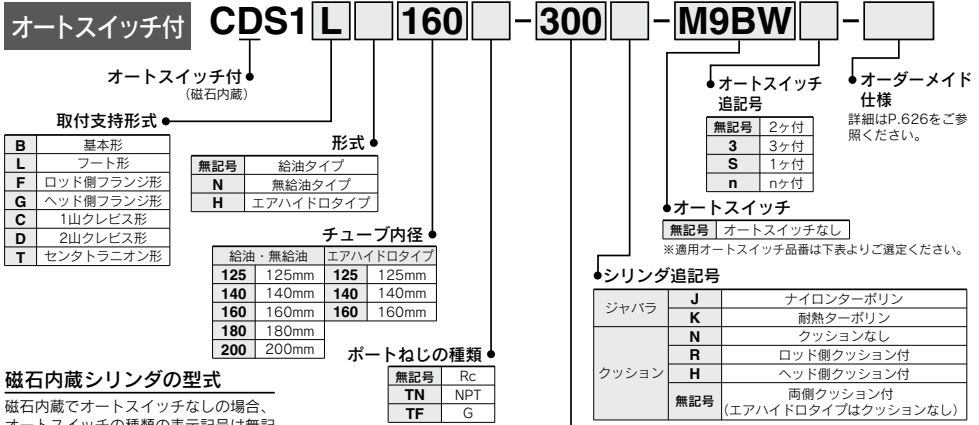 オートスイッチ付 CDS1 L 160 - 300 - M9BW -
オートスイッチ付
(磁石内蔵)
取付支持形式
B 基本形
L フート形
F ロッド側フランジ形
G ヘッド側フランジ形
C 1山クレビス形
D 2山クレビス形
T センタトラニオン形
形式
無記号 給油タイプ
N 無給油タイプ
H エアハイドロタイプ
チューブ内径
給油・無給油 エアハイドロタイプ
125 125mm 125 125mm
140 140mm 140 140mm
160 160mm 160 160mm
180 180mm
200 200mm
ポートねじの種類
無記号 Rc
TN NPT
TF G
オートスイッチ
追記号
無記号 2ヶ付
3 3ヶ付
S 1ヶ付
n nヶ付
オーダーメイド
仕様
詳細はP.626をご参
照ください。
オートスイッチ
無記号 オートスイッチなし
※適用オートスイッチ品番は下表よりご選定ください。
シリンダ追記号
ジャバラ J ナイロンターポリン
K 耐熱ターポリン
クッション N クッションなし
R ロッド側クッション付
H ヘッド側クッション付
無記号 両側クッション付
(エアハイドロタイプはクッションなし)
磁石内蔵シリンダの型式
磁石内蔵でオートスイッチなしの場合、
オートスイッチの種類の表示記号は無記